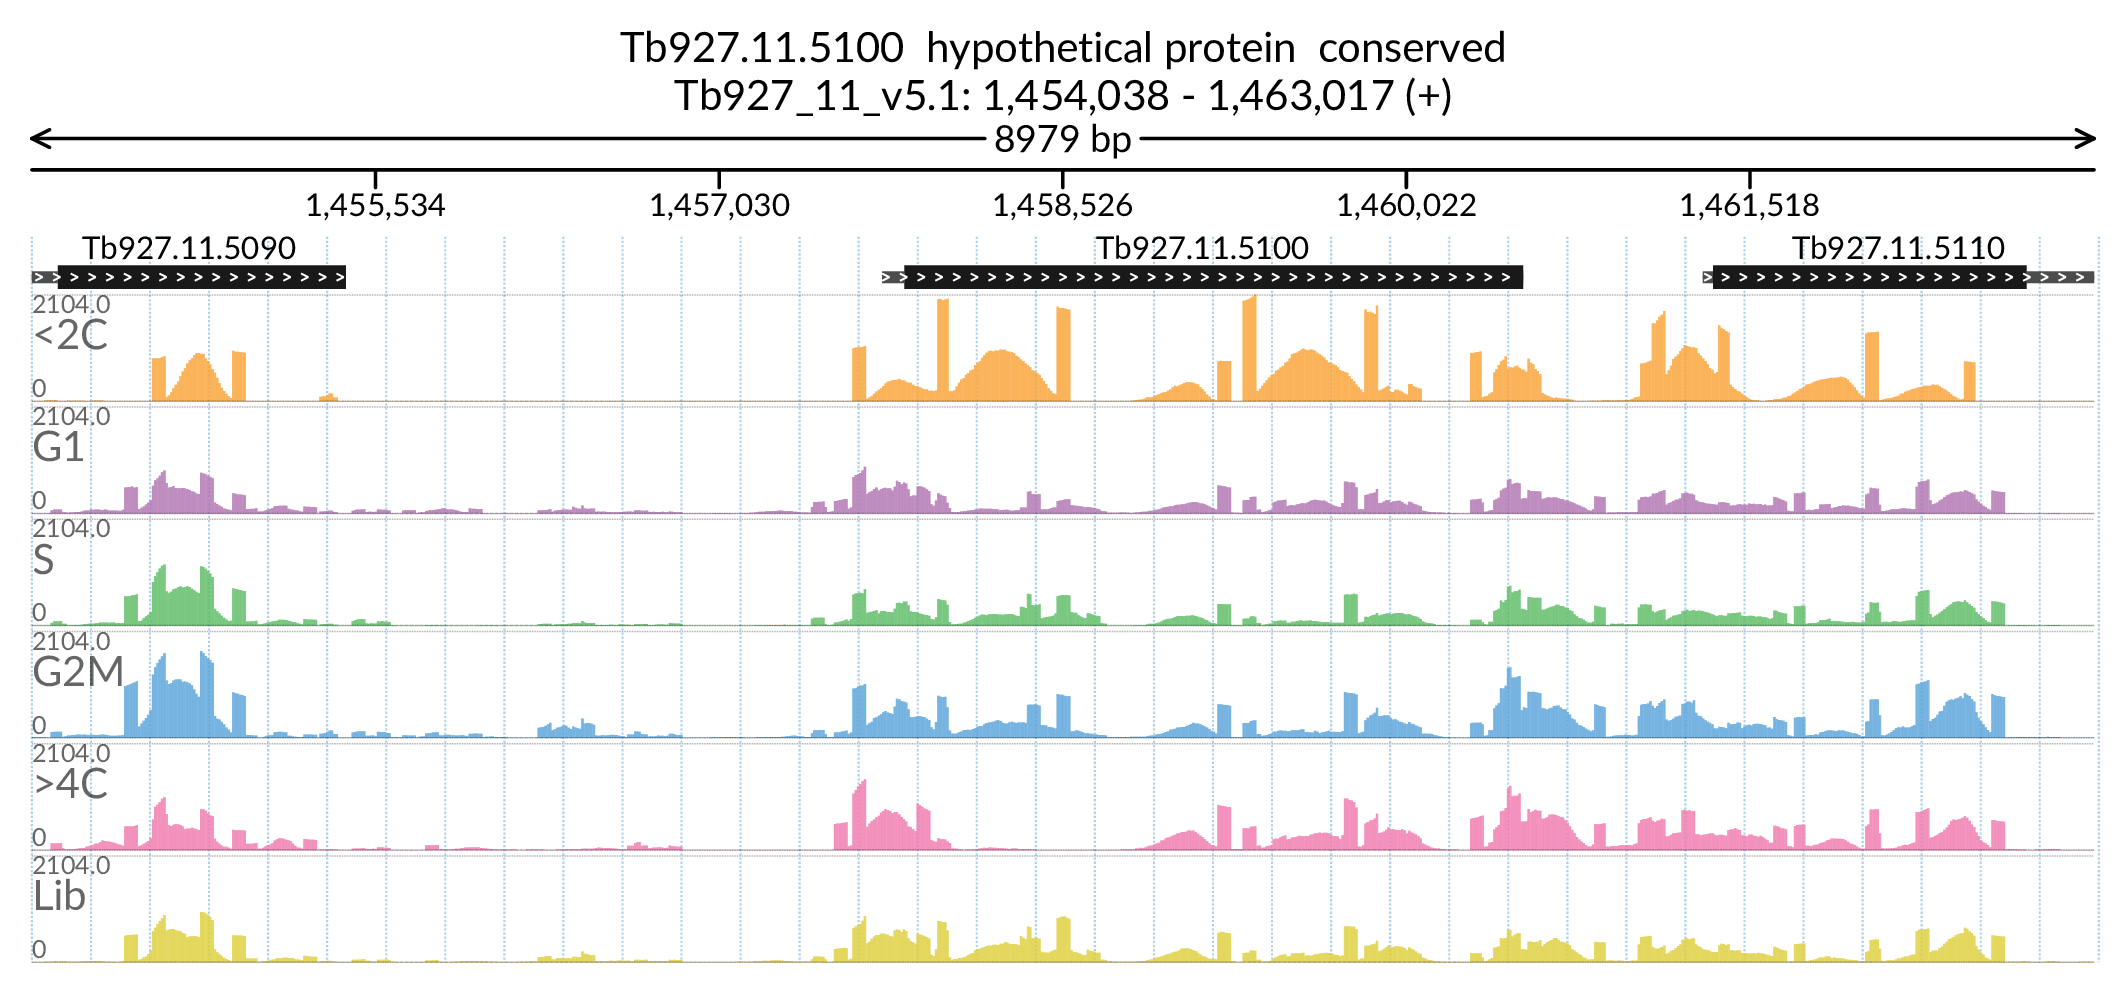 Tb927.11.5100 hypothetical protein conserved
Tb927_11_v5.1: 1,454,038 - 1,463,017 (+)
8979 bp
1,455,534 1,457,030 1,458,526 1,460,022 1,461,518
Tb927.11.5090 Tb927.11.5100 Tb927.11.5110
2104.0
<2C
0
2104.0
G1
0
2104.0
S
0
2104.0
G2M
0
2104.0
>4C
0
2104.0
Lib
0